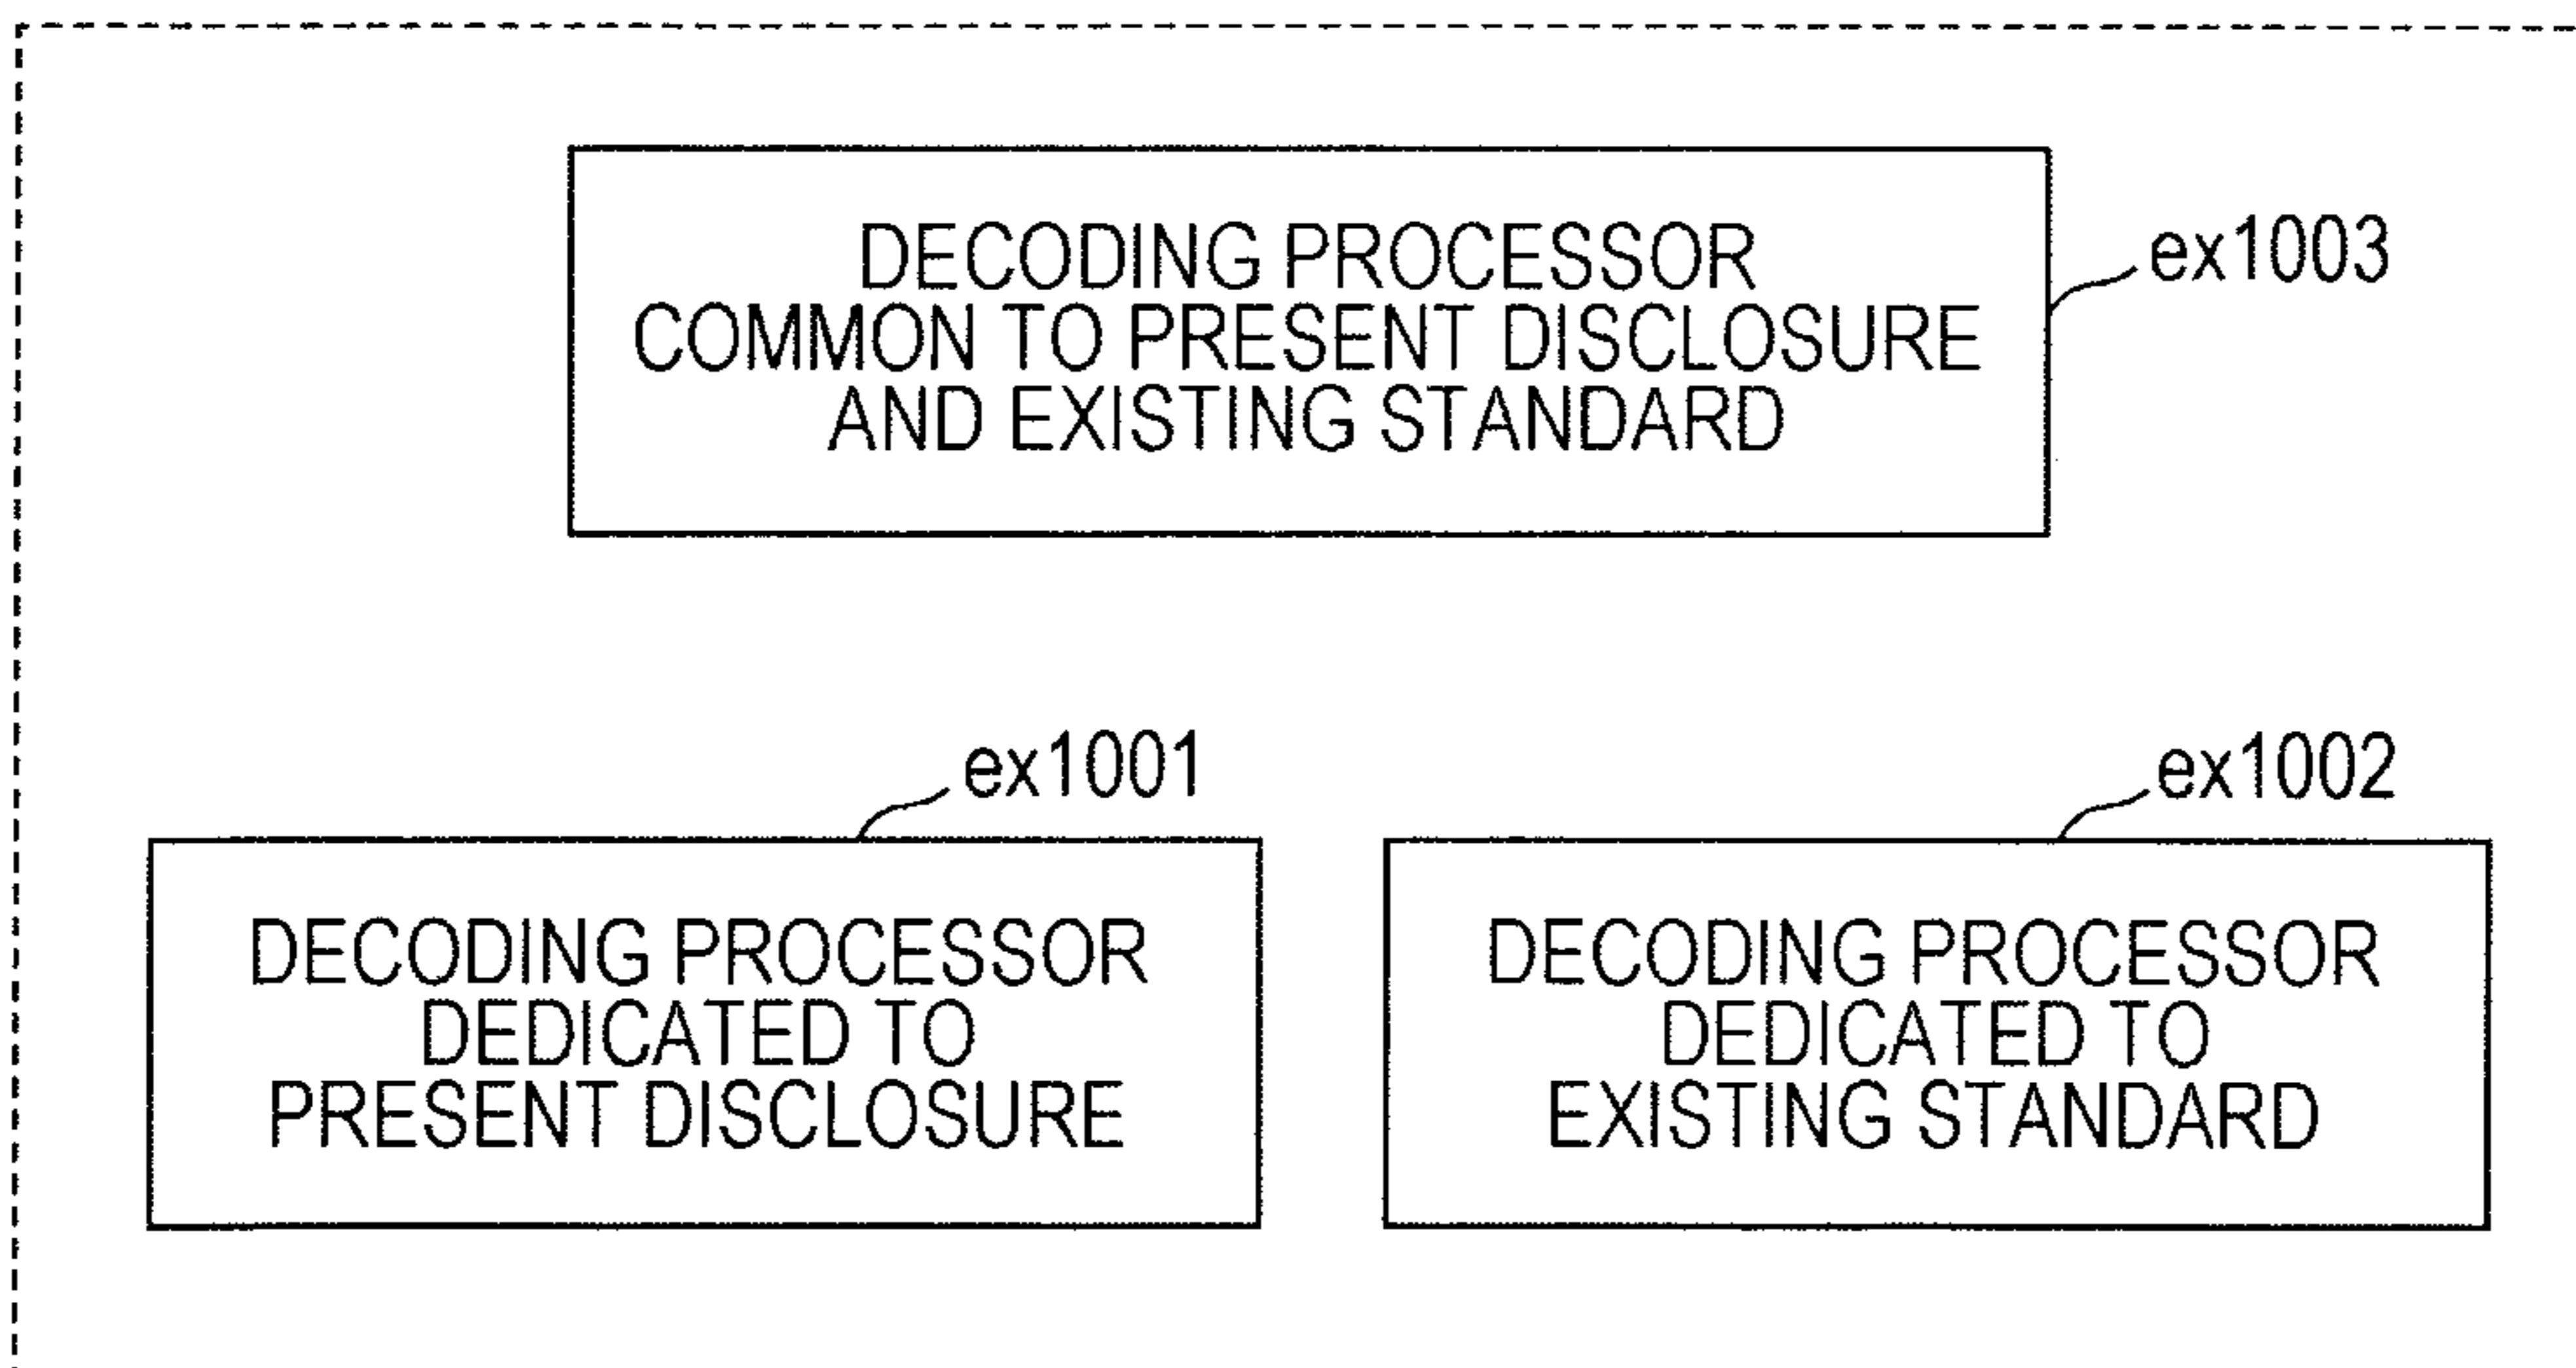 DECODING PROCESSOR
COMMON TO PRESENT DISCLOSURE
AND EXISTING STANDARD
ex1003
ex1001
DECODING PROCESSOR
DEDICATED TO
PRESENT DISCLOSURE
ex1002
DECODING PROCESSOR
DEDICATED TO
EXISTING STANDARD